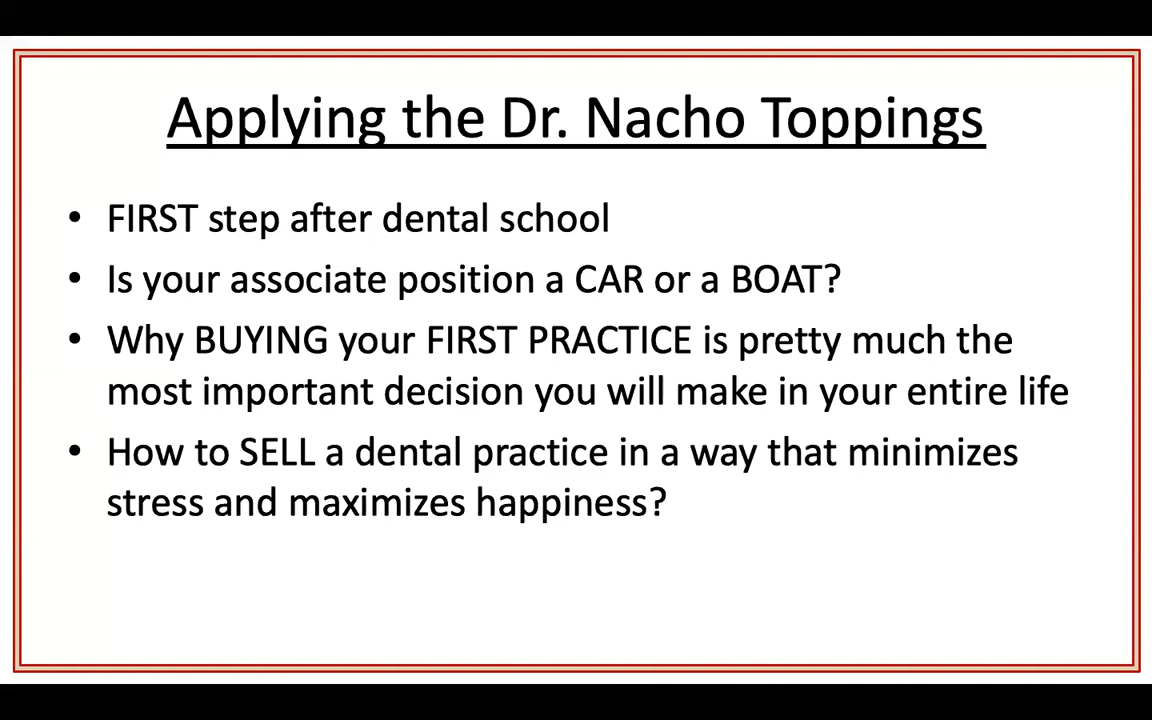 Applying the Dr. Nacho Toppings
• FIRST step after dental school
• Is your associate position a CAR or a BOAT?
• Why BUYING your FIRST PRACTICE is pretty much the
most important decision you will make in your entire life
• How to SELL a dental practice in a way that minimizes
stress and maximizes happiness?